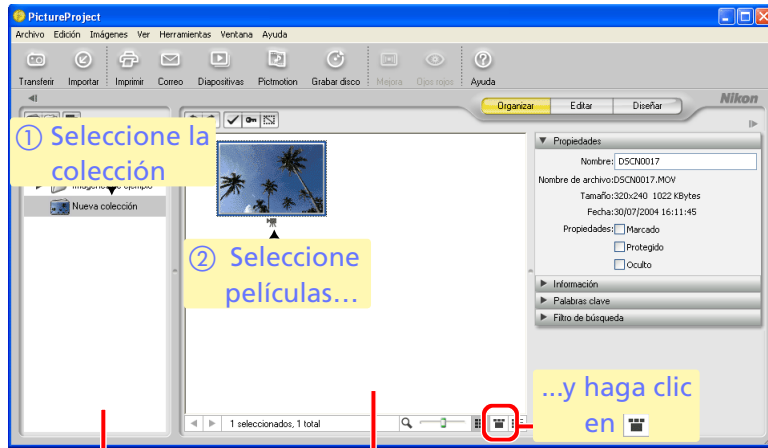 PictureProject
Archivo Edición Imágenes Ver Herramientas Ventana Ayuda
Transferir Importar Imprimir Correo Diapositivas Pictmotion Grabar disco Mejora Ojos rojos Ayuda
Organizar Editar Diseñar
Nikon
① Seleccione la
colección
Nueva colección
② Seleccione
películas...
Propiedades
Nombre: DSCN0017
Nombre de archivo:DSCN0017.MOV
Tamaño:320x240 1022 KBytes
Fecha:30/07/2004 16:11:45
Propiedades: Marcado
Protegido
Oculto
Información
Palabras clave
Filtro de búsqueda
...y haga clic
en
1 seleccionados, 1 total